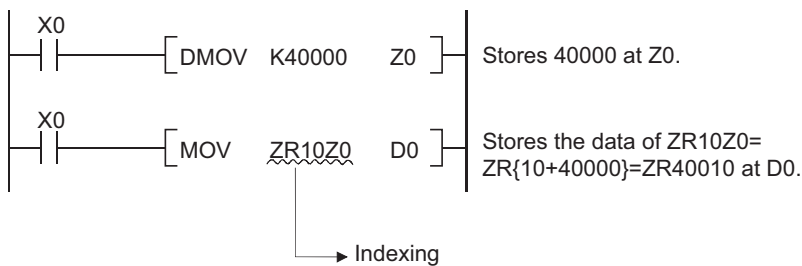 X0
DMOV K40000 Z0 Stores 40000 at Z0.
X0
MOV ZR10Z0 D0 Stores the data of ZR10Z0=
ZR{10+40000}=ZR40010 at D0.
Indexing